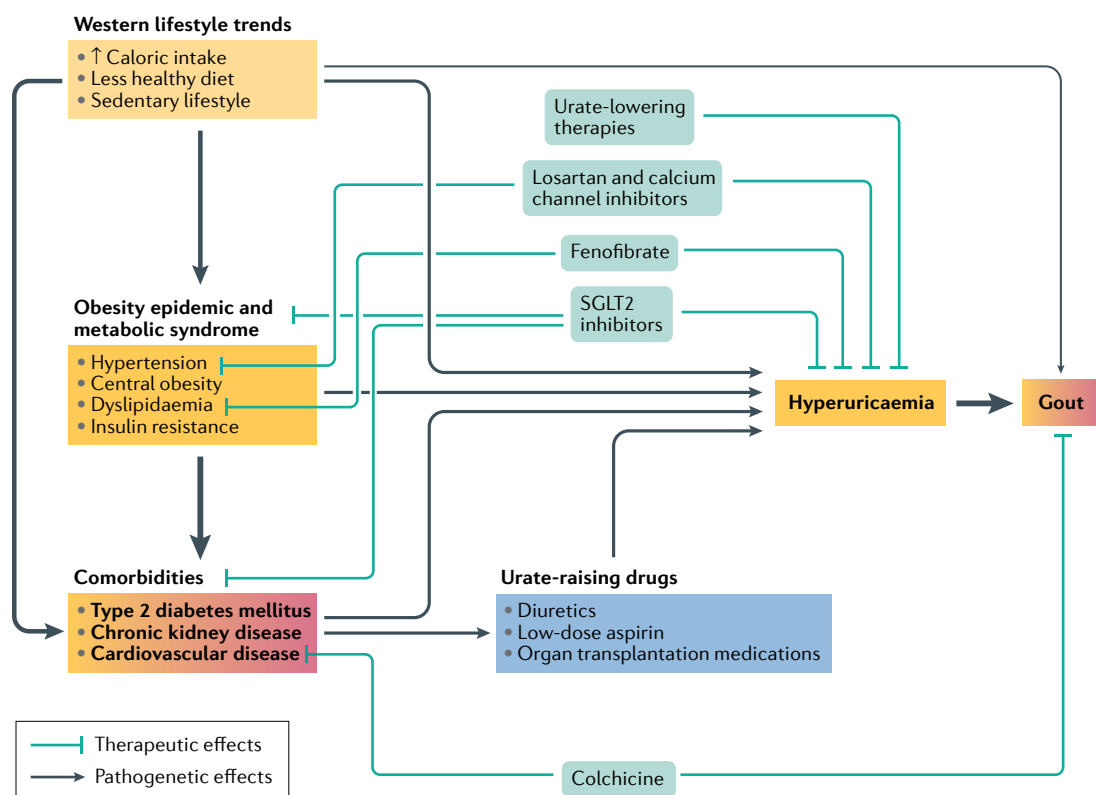 Western lifestyle trends
• ↑ Caloric intake
• Less healthy diet
• Sedentary lifestyle
Urate-lowering
therapies
Losartan and calcium
channel inhibitors
Fenofibrate
SGLT2
inhibitors
Obesity epidemic and
metabolic syndrome
• Hypertension
• Central obesity
• Dyslipidaemia
• Insulin resistance
Hyperuricaemia
Gout
Comorbidities
• Type 2 diabetes mellitus
• Chronic kidney disease
• Cardiovascular disease
Urate-raising drugs
• Diuretics
• Low-dose aspirin
• Organ transplantation medications
Therapeutic effects
Pathogenetic effects
Colchicine